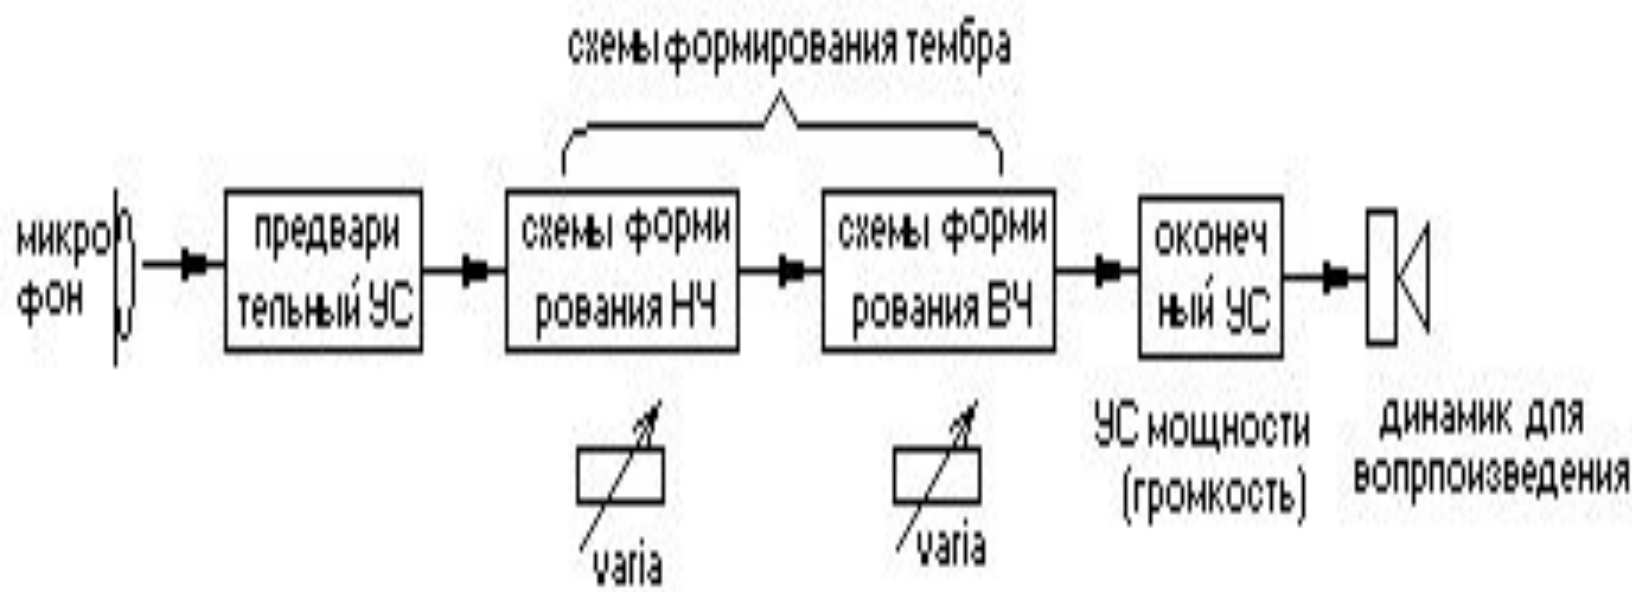 схемы формирования тембра
микро
фон
предвари
тельный УС
схемы форми
рования НЧ
схемы форми
рования ВЧ
оконеч
ный УС
varia
varia
УС мощности
(громкость)
динамик для
вопрпоизведения